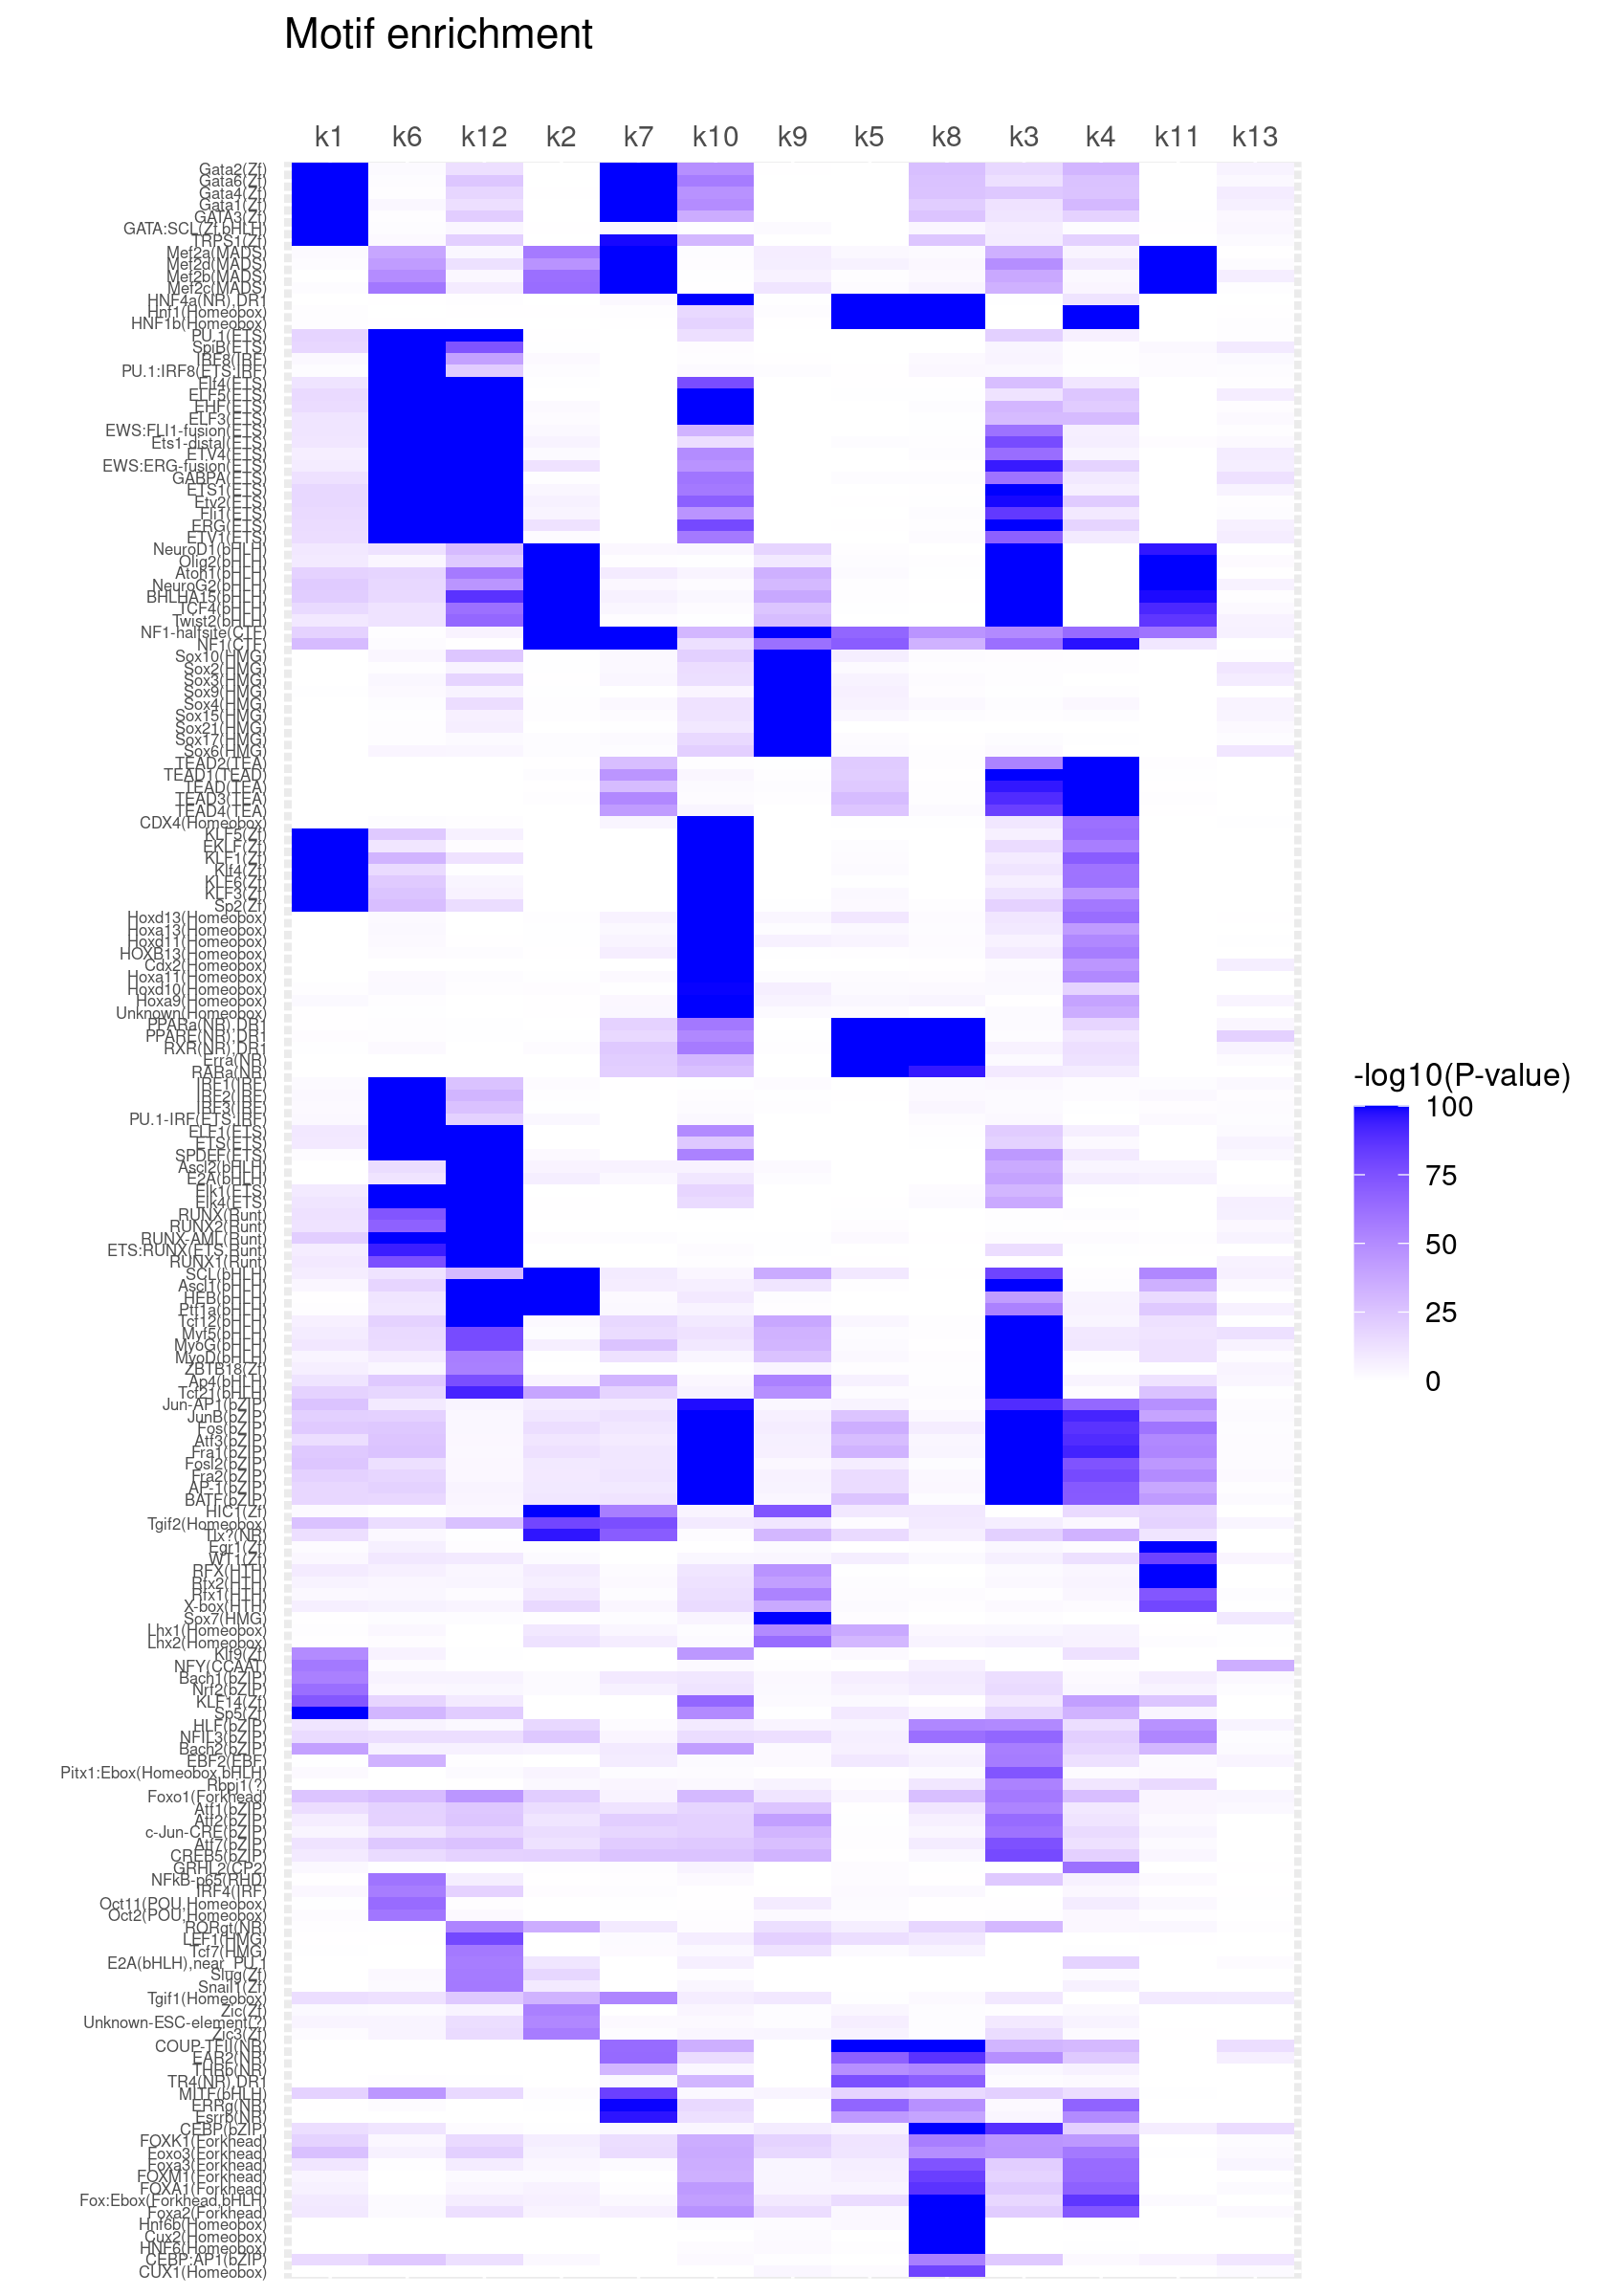 Motif enrichment
k1 k6 k12 k2 k7 k10 k9 k5 k8 k3 k4 k11 k13
Gata2(Zf)
Gata6(Zf)
Gata4(Zf)
Gata1(Zf)
GATA3(Zf)
GATA:SCL(Zf,bHLH)
TRPS1(Zf)
Mef2a(MADS)
Mef2d(MADS)
Mef2b(MADS)
Mef2c(MADS)
HNF4a(NR),DR1
Hnf1(Homeobox)
HNF1b(Homeobox)
PU.1(ETS)
SpiB(ETS)
IRF8(IRF)
PU.1:IRF8(ETS:IRF)
Elf4(ETS)
ELF5(ETS)
EHF(ETS)
ELF3(ETS)
EWS:FLI1-fusion(ETS)
Ets1-distal(ETS)
ETV4(ETS)
EWS:ERG-fusion(ETS)
GABPA(ETS)
ETS1(ETS)
Etv2(ETS)
Fli1(ETS)
ERG(ETS)
ETV1(ETS)
NeuroD1(bHLH)
Olig2(bHLH)
Atoh1(bHLH)
NeuroG2(bHLH)
BHLHA15(bHLH)
TCF4(bHLH)
Twist2(bHLH)
NF1-halfsite(CTF)
NF1(CTF)
Sox10(HMG)
Sox2(HMG)
Sox3(HMG)
Sox9(HMG)
Sox4(HMG)
Sox15(HMG)
Sox21(HMG)
Sox17(HMG)
Sox6(HMG)
TEAD2(TEA)
TEAD1(TEAD)
TEAD(TEA)
TEAD3(TEA)
TEAD4(TEA)
CDX4(Homeobox)
KLF5(Zf)
EKLF(Zf)
KLF1(Zf)
Klf4(Zf)
KLF6(Zf)
KLF3(Zf)
Sp2(Zf)
Hoxd13(Homeobox)
Hoxa13(Homeobox)
Hoxd11(Homeobox)
HOXB13(Homeobox)
Cdx2(Homeobox)
Hoxa11(Homeobox)
Hoxd10(Homeobox)
Hoxa9(Homeobox)
Unknown(Homeobox)
PPARa(NR),DR1
PPARE(NR),DR1
RXR(NR),DR1
Erra(NR)
RARa(NR)
IRF1(IRF)
IRF2(IRF)
IRF3(IRF)
PU.1-IRF(ETS:IRF)
ELF1(ETS)
ETS(ETS)
SPDEF(ETS)
Ascl2(bHLH)
E2A(bHLH)
Elk1(ETS)
Elk4(ETS)
RUNX(Runt)
RUNX2(Runt)
RUNX-AML(Runt)
ETS:RUNX(ETS,Runt)
RUNX1(Runt)
SCL(bHLH)
Ascl1(bHLH)
HEB(bHLH)
Ptf1a(bHLH)
Tcf12(bHLH)
Myf5(bHLH)
MyoG(bHLH)
MyoD(bHLH)
ZBTB18(Zf)
Ap4(bHLH)
Tcf21(bHLH)
Jun-AP1(bZIP)
JunB(bZIP)
Fos(bZIP)
Atf3(bZIP)
Fra1(bZIP)
Fosl2(bZIP)
Fra2(bZIP)
AP-1(bZIP)
BATF(bZIP)
HIC1(Zf)
Tgif2(Homeobox)
Tlx?(NR)
Egr1(Zf)
WT1(Zf)
RFX(HTH)
Rfx2(HTH)
Rfx1(HTH)
X-box(HTH)
Sox7(HMG)
Lhx1(Homeobox)
Lhx2(Homeobox)
Klf9(Zf)
NFY(CCAAT)
Bach1(bZIP)
Nrf2(bZIP)
KLF14(Zf)
Sp5(Zf)
HLF(bZIP)
NFIL3(bZIP)
Bach2(bZIP)
EBF2(EBF)
Pitx1:Ebox(Homeobox,bHLH)
Rbpj1(?)
Foxo1(Forkhead)
Atf1(bZIP)
Atf2(bZIP)
c-Jun-CRE(bZIP)
Atf7(bZIP)
CREB5(bZIP)
GRHL2(CP2)
NFkB-p65(RHD)
IRF4(IRF)
Oct11(POU,Homeobox)
Oct2(POU,Homeobox)
RORgt(NR)
LEF1(HMG)
Tcf7(HMG)
E2A(bHLH),near_PU.1
Slug(Zf)
Snail1(Zf)
Tgif1(Homeobox)
Zic(Zf)
Unknown-ESC-element(?)
Zic3(Zf)
COUP-TFII(NR)
EAR2(NR)
THRb(NR)
TR4(NR),DR1
MITF(bHLH)
ERRg(NR)
Esrrb(NR)
CEBP(bZIP)
FOXK1(Forkhead)
Foxo3(Forkhead)
Foxa3(Forkhead)
FOXM1(Forkhead)
FOXA1(Forkhead)
Fox:Ebox(Forkhead,bHLH)
Foxa2(Forkhead)
Hnf6b(Homeobox)
Cux2(Homeobox)
HNF6(Homeobox)
CEBP:AP1(bZIP)
CUX1(Homeobox)
-log10(P-value)
100
75
50
25
0